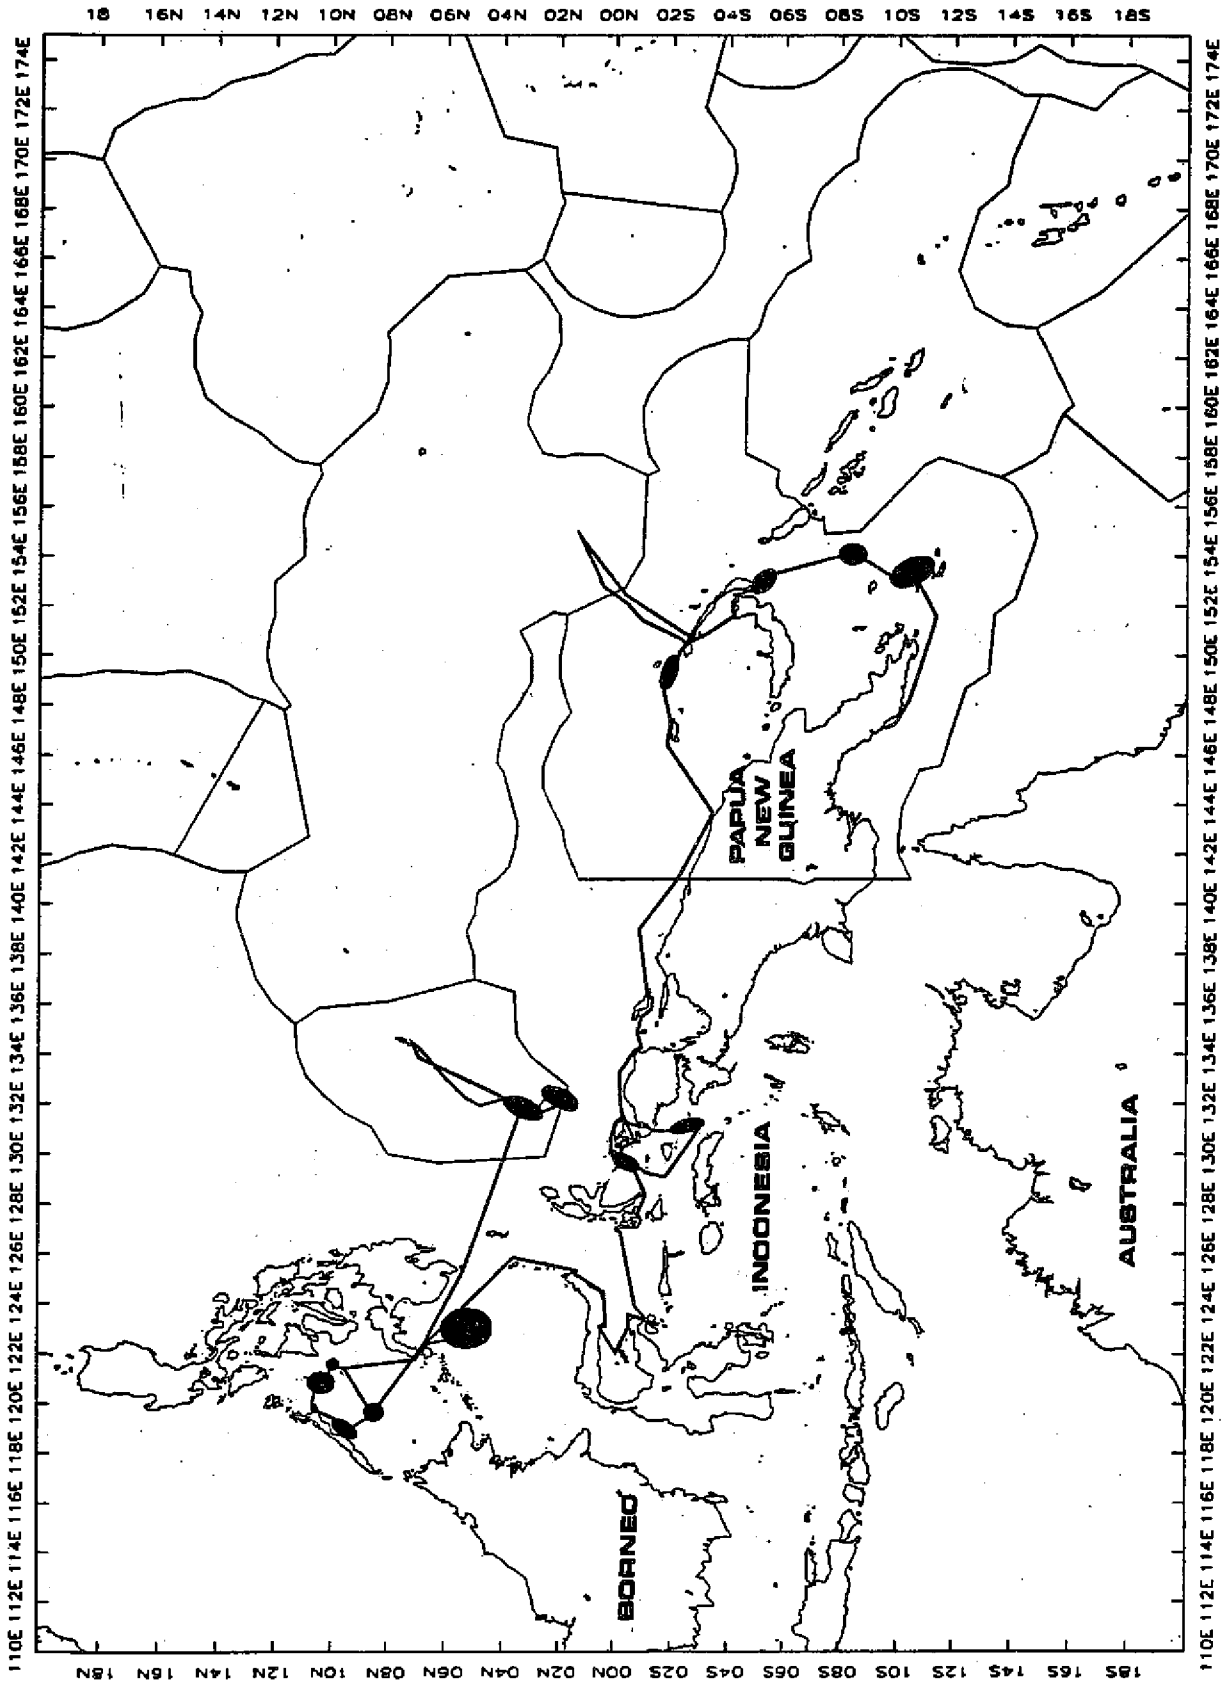 18 16N 14N 12N 10N 08N 06N 04N 02N 00N 02S 04S 06S 08S 10S 12S 14S 16S 18S
110E 112E 114E 116E 118E 120E 122E 124E 126E 128E 130E 132E 134E 136E 138E 140E 142E 144E 146E 148E 150E 152E 154E 156E 158E 160E 162E 164E 166E 168E 170E 172E 174E
PAPUA
NEW
GUINEA
INDONESIA
AUSTRALIA
BORNEO
110E 112E 114E 116E 118E 120E 122E 124E 126E 128E 130E 132E 134E 136E 138E 140E 142E 144E 146E 148E 150E 152E 154E 156E 158E 160E 162E 164E 166E 168E 170E 172E 174E
18N 16N 14N 12N 10N 08N 06N 04N 02N 00N 02S 04S 06S 08S 10S 12S 14S 16S 18S